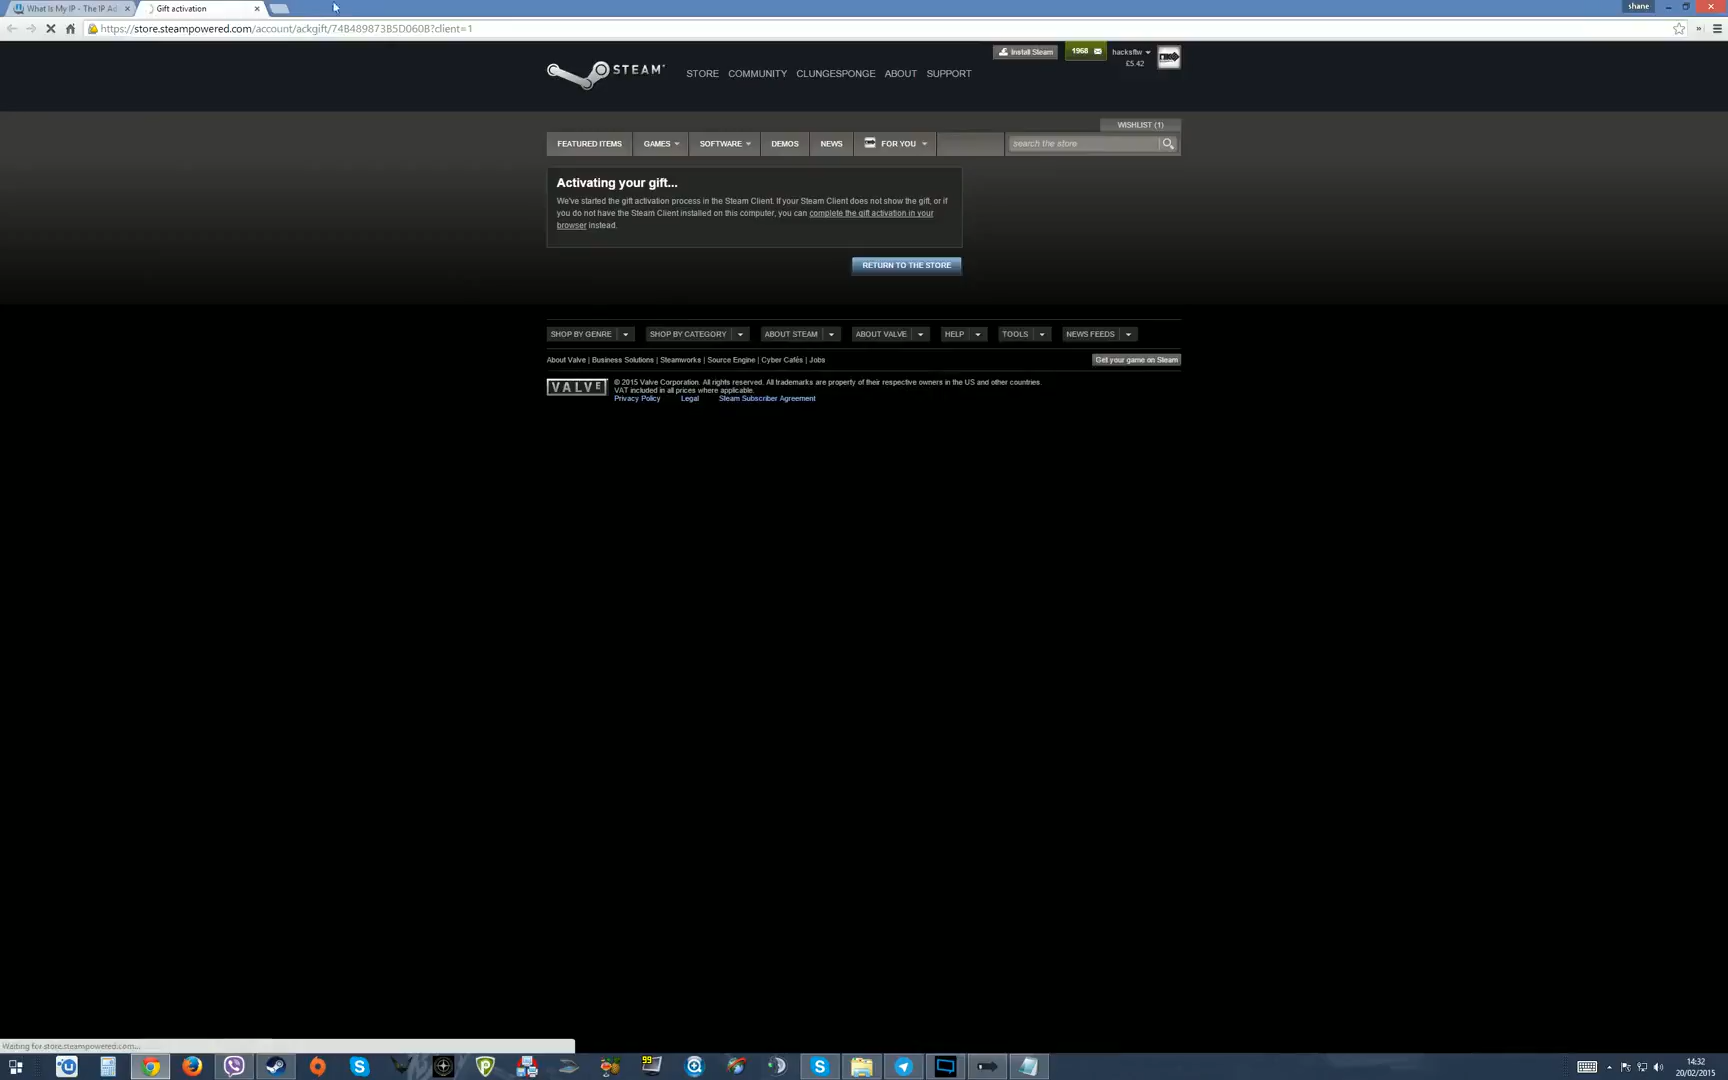 What Is My IP - The IP Ad
Gift activation
shane
https://store.steampowered.com/account/ackgift/74B489873B5D060B?client=1
Install Steam
1968
hacksftw
£5.42
STEAM
STORE COMMUNITY CLUNGESPONGE ABOUT SUPPORT
WISHLIST (1)
FEATURED ITEMS GAMES SOFTWARE DEMOS NEWS FOR YOU
search the store
Activating your gift...
We've started the gift activation process in the Steam Client. If your Steam Client does not show the gift, or if
you do not have the Steam Client installed on this computer, you can complete the gift activation in your
browser instead.
RETURN TO THE STORE
SHOP BY GENRE SHOP BY CATEGORY ABOUT STEAM ABOUT VALVE HELP TOOLS NEWS FEEDS
About Valve | Business Solutions | Steamworks | Source Engine | Cyber Cafés | Jobs
Get your game on Steam
VALVE
© 2015 Valve Corporation. All rights reserved. All trademarks are property of their respective owners in the US and other countries.
VAT included in all prices where applicable.
Privacy Policy Legal Steam Subscriber Agreement
Waiting for store.steampowered.com...
99
14:32
20/02/2015